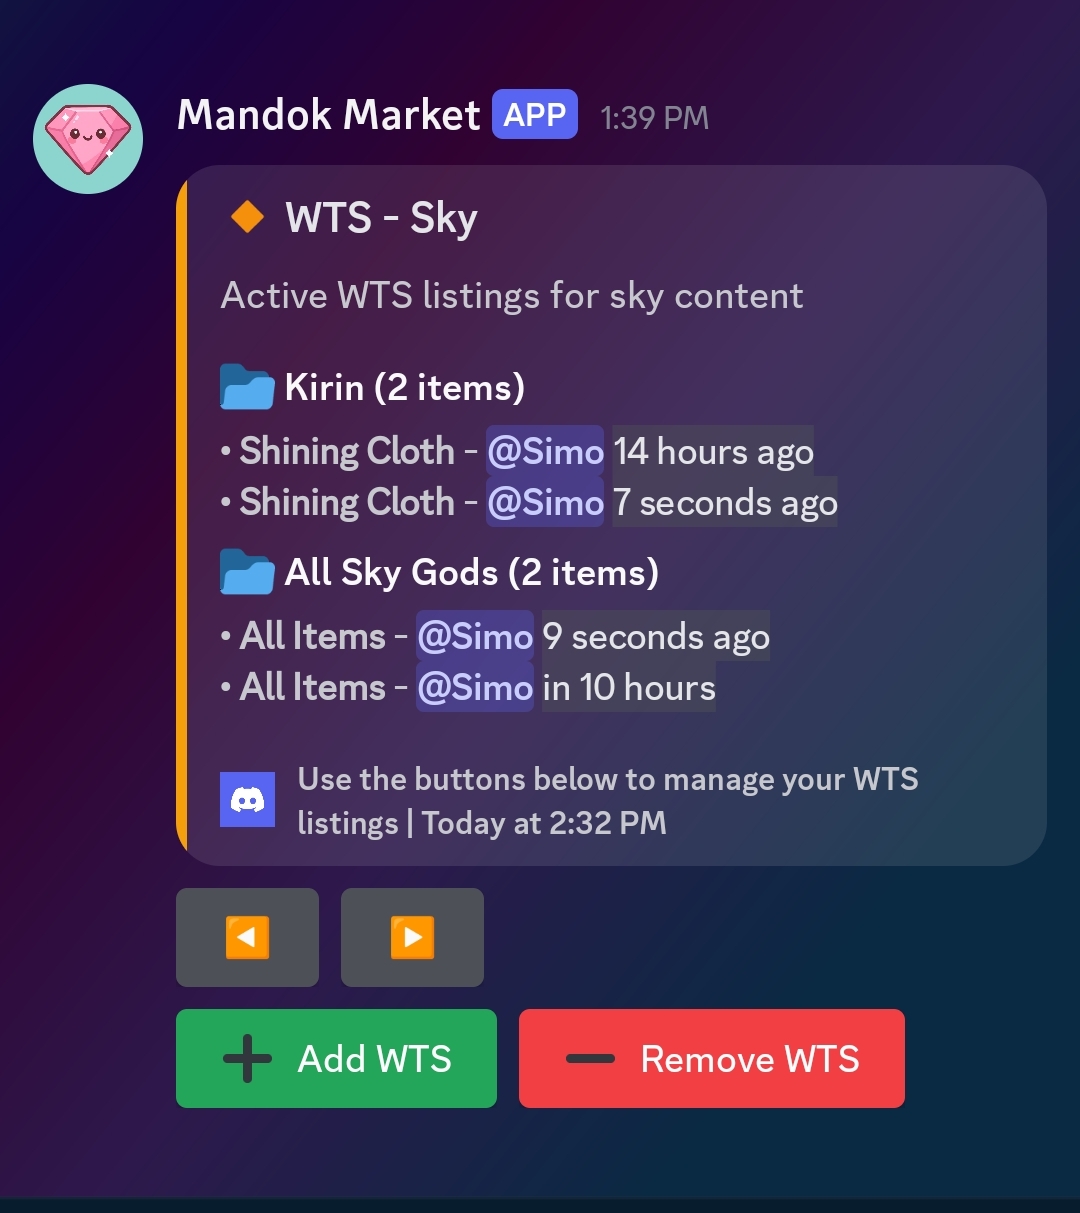 Mandok Market APP 1:39 PM
WTS - Sky
Active WTS listings for sky content
Kirin (2 items)
• Shining Cloth - @Simo 14 hours ago
• Shining Cloth - @Simo 7 seconds ago
All Sky Gods (2 items)
• All Items - @Simo 9 seconds ago
• All Items - @Simo in 10 hours
Use the buttons below to manage your WTS
listings | Today at 2:32 PM
Add WTS
Remove WTS